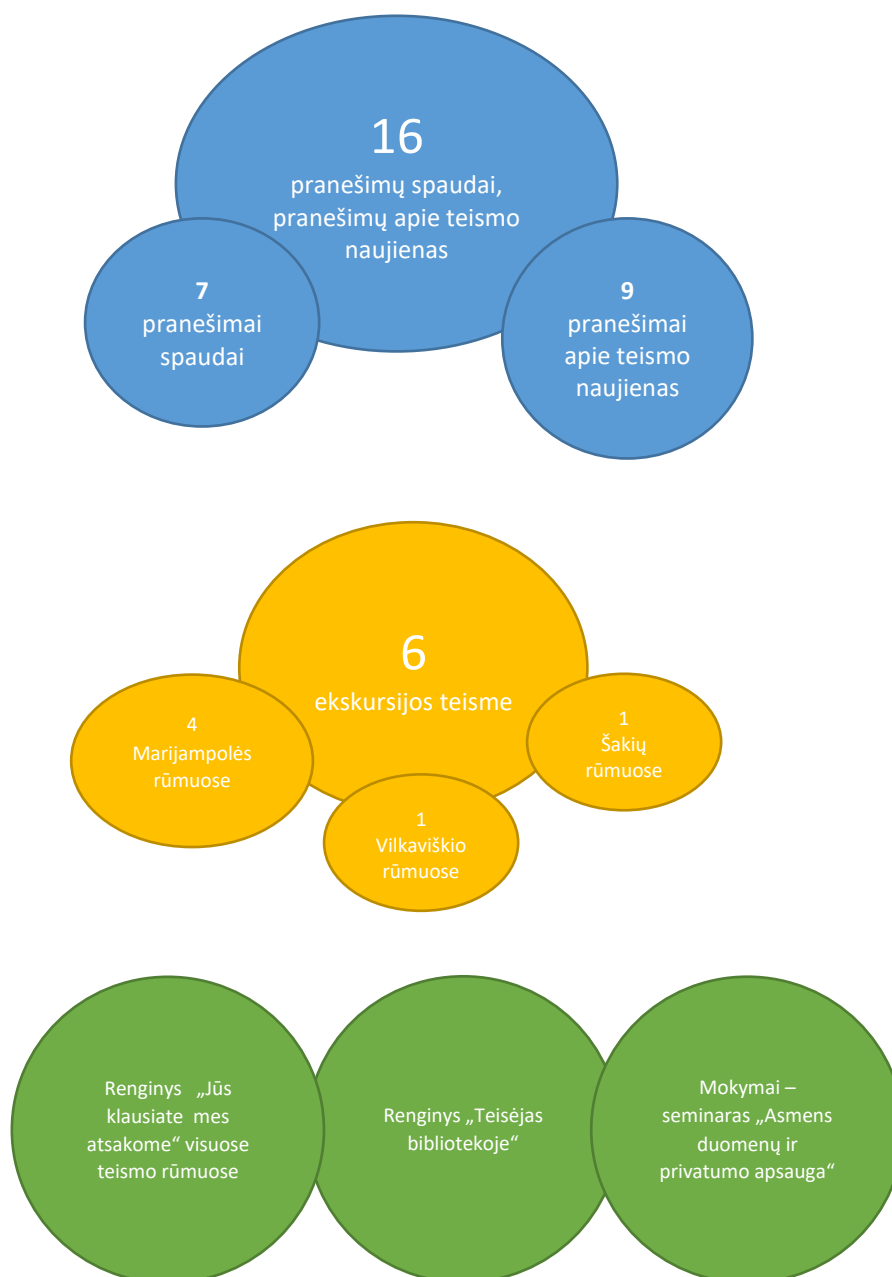 16
pranešimų spaudai,
pranešimų apie teismo
naujienas
7
pranešimai
spaudai
9
pranešimai
apie teismo
naujienas
6
ekskursijos teisme
4
Marijampolės
rūmuose
1
Vilkaviškio
rūmuose
1
Šakių
rūmuose
Renginys „Jūs
klausiate mes
atsakome“ visuose
teismo rūmuose
Renginys „Teisėjas
bibliotekoje“
Mokymai –
seminaras „Asmens
duomenų ir
privatumo apsauga“